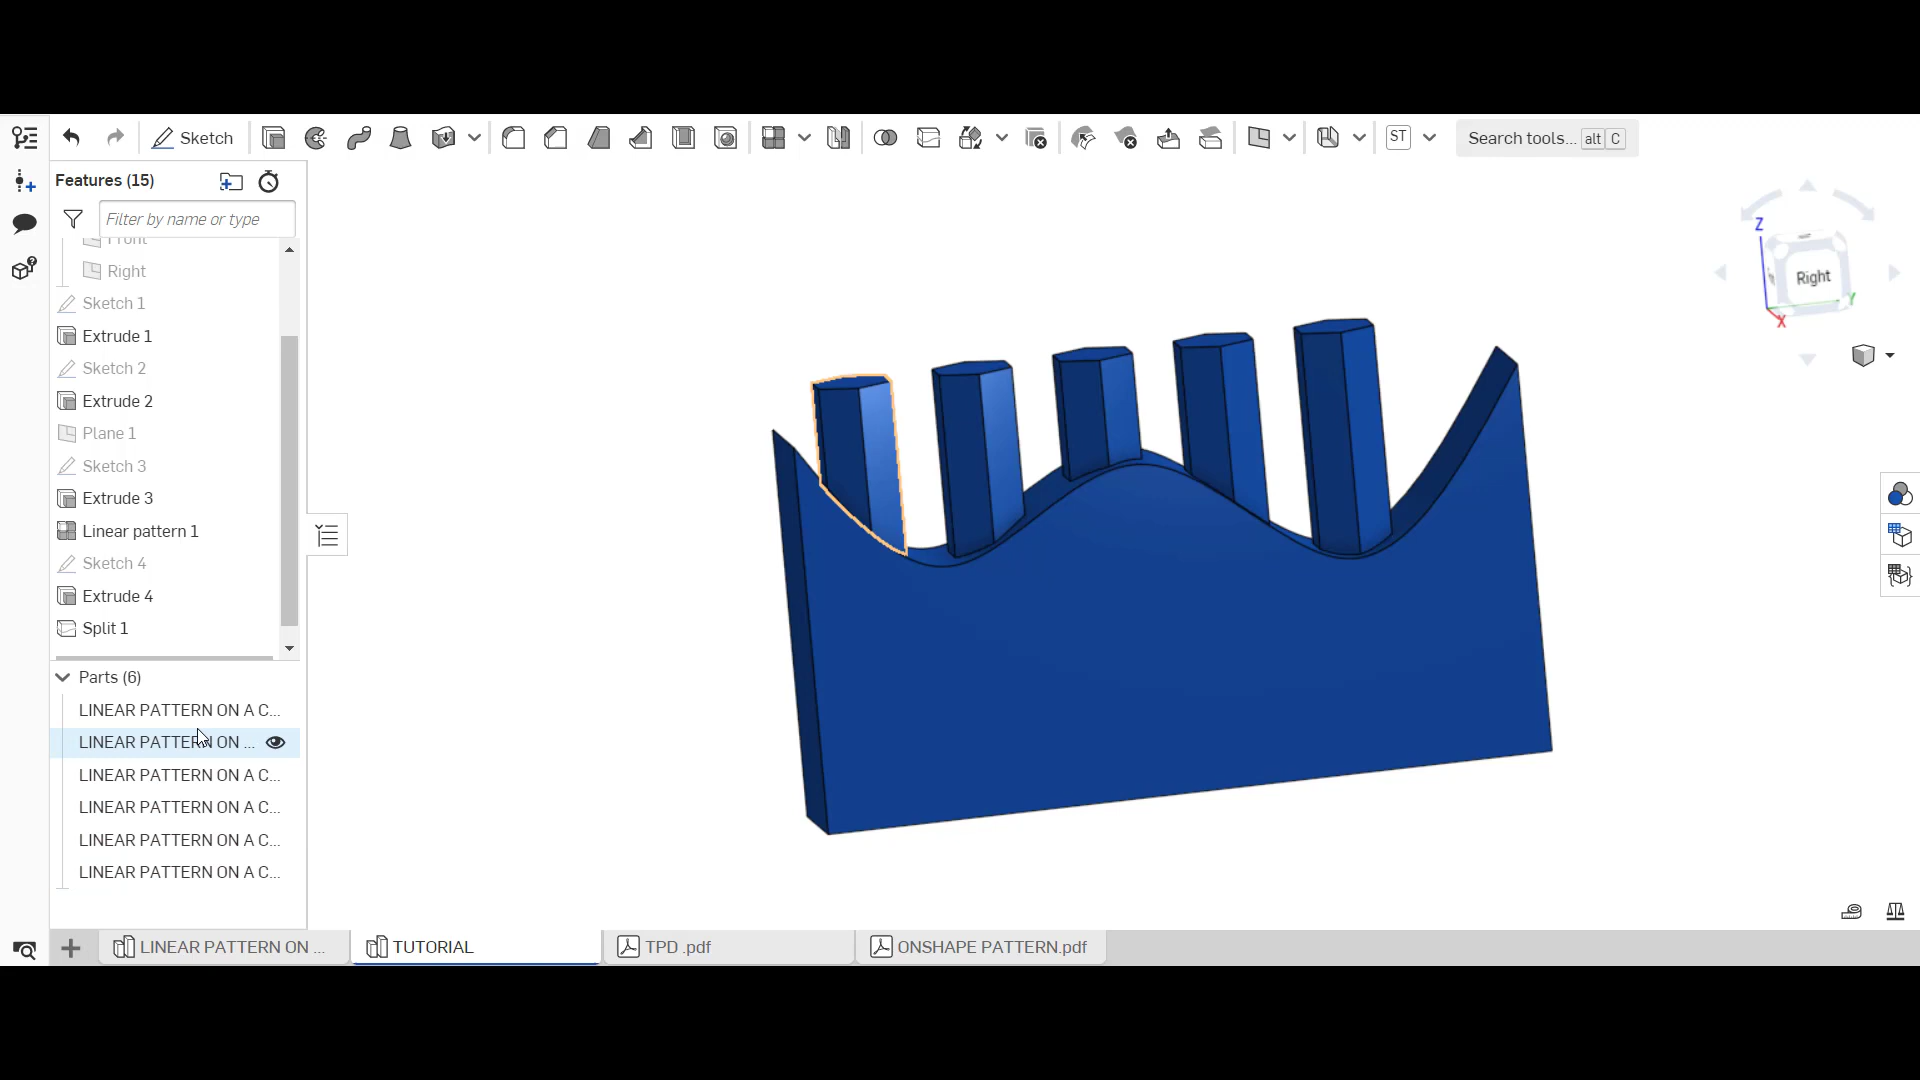 Sketch
ST
Search tools... alt C
Features (15)
Filter by name or type
Front
Right
Sketch 1
Extrude 1
Sketch 2
Extrude 2
Plane 1
Sketch 3
Extrude 3
Linear pattern 1
Sketch 4
Extrude 4
Split 1
Parts (6)
LINEAR PATTERN ON A C...
LINEAR PATTERN ON ...
LINEAR PATTERN ON A C...
LINEAR PATTERN ON A C...
LINEAR PATTERN ON A C...
LINEAR PATTERN ON A C...
Z
Right
Y
X
LINEAR PATTERN ON ...
TUTORIAL
TPD .pdf
ONSHAPE PATTERN.pdf